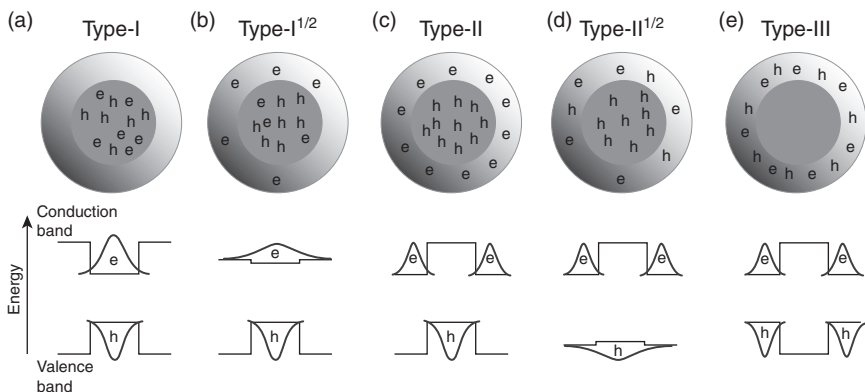 (a) Type-I
(b) Type-I1/2
(c) Type-II
(d) Type-II1/2
(e) Type-III
e
h e
h h h h
e e
h e
h e
e e e
e h
h h
h e h e
h h
e e
e
e e e
e h h h e
h h h
e h h h e
h h
e e
e e
e
e h
h h h e
h h h
h h h
e h
e
e e h
h e
e h
h e
h e e h
Conduction
band
e
e
e e
e e
e e
Energy
h
h
h
h
h h
Valence
band